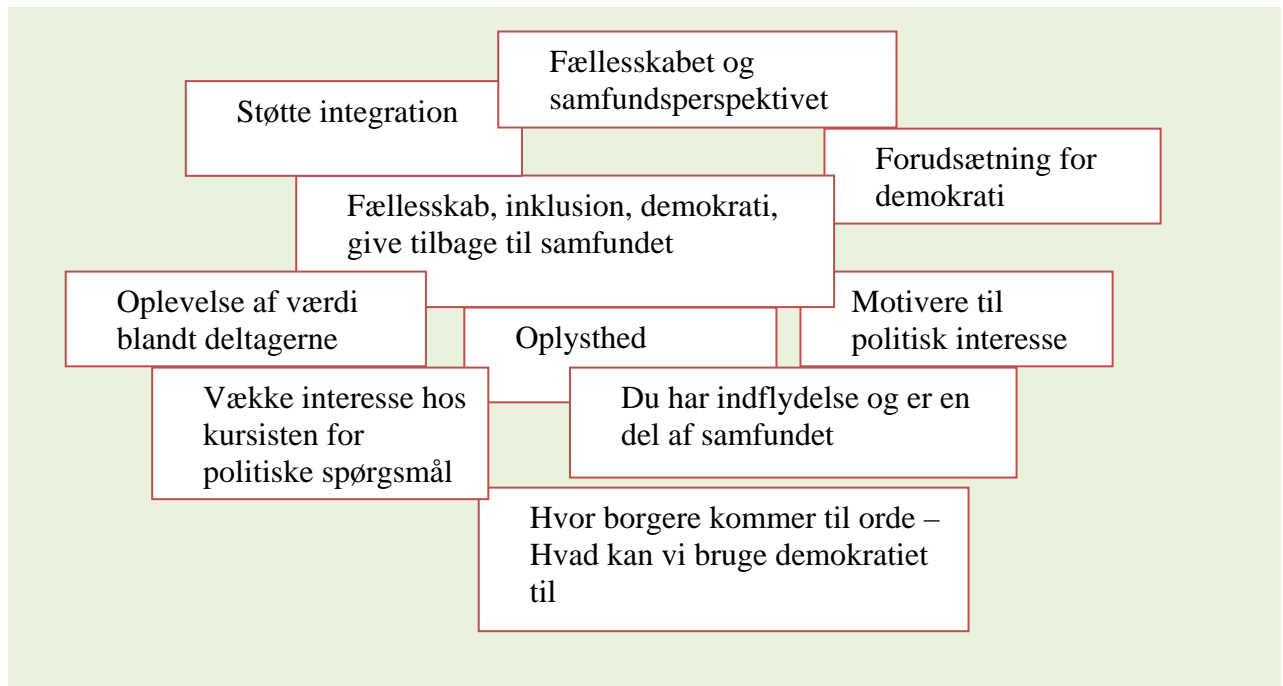 Fællesskabet og
samfundsperspektivet
Støtte integration
Forudsætning for
demokrati
Fællesskab, inklusion, demokrati,
give tilbage til samfundet
Oplevelse af værdi
blandt deltagerne
Motivere til
politisk interesse
Oplysthed
Vække interesse hos
kursisten for
politiske spørgsmål
Du har indflydelse og er en
del af samfundet
Hvor borgere kommer til orde –
Hvad kan vi bruge demokratiet
til